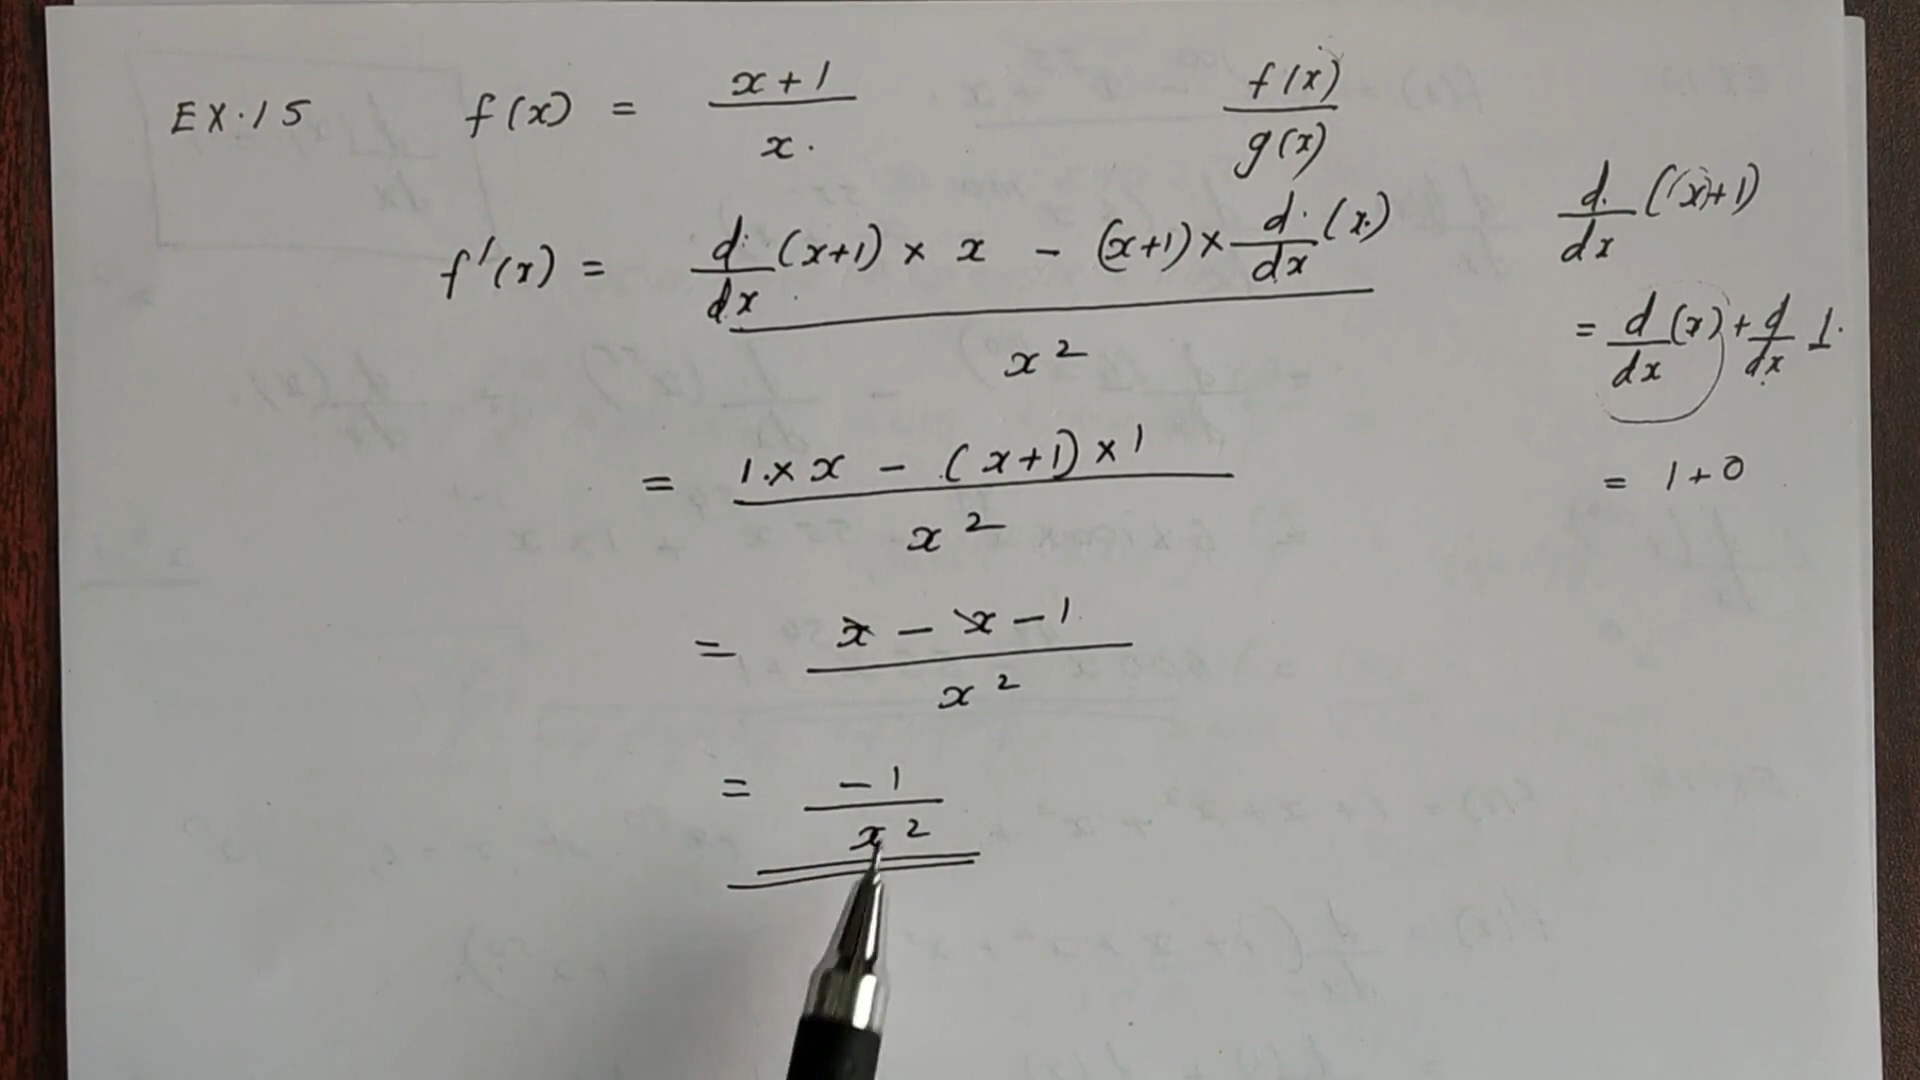 EX.15 f(x) = x+1 / x. f(x) / g(x)
f'(x) = d/dx (x+1) × x - (x+1) × d/dx (x) / x²
= 1.× x - (x+1) × 1 / x²
= x - x - 1 / x²
= -1 / x²
d/dx ((x)+1)
= d/dx (x) + d/dx 1.
= 1+0